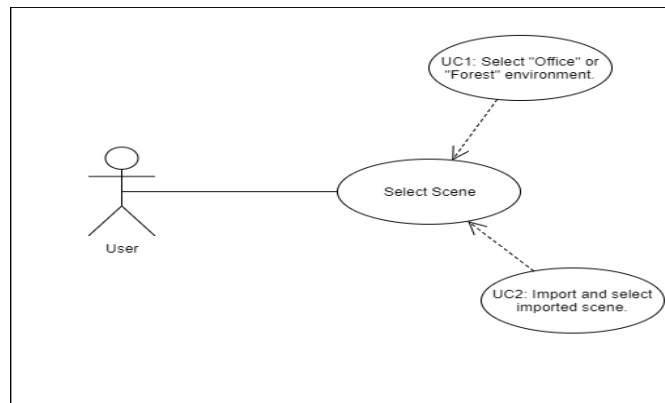 UC1: Select "Office" or
"Forest" environment.
Select Scene
User
UC2: Import and select
imported scene.